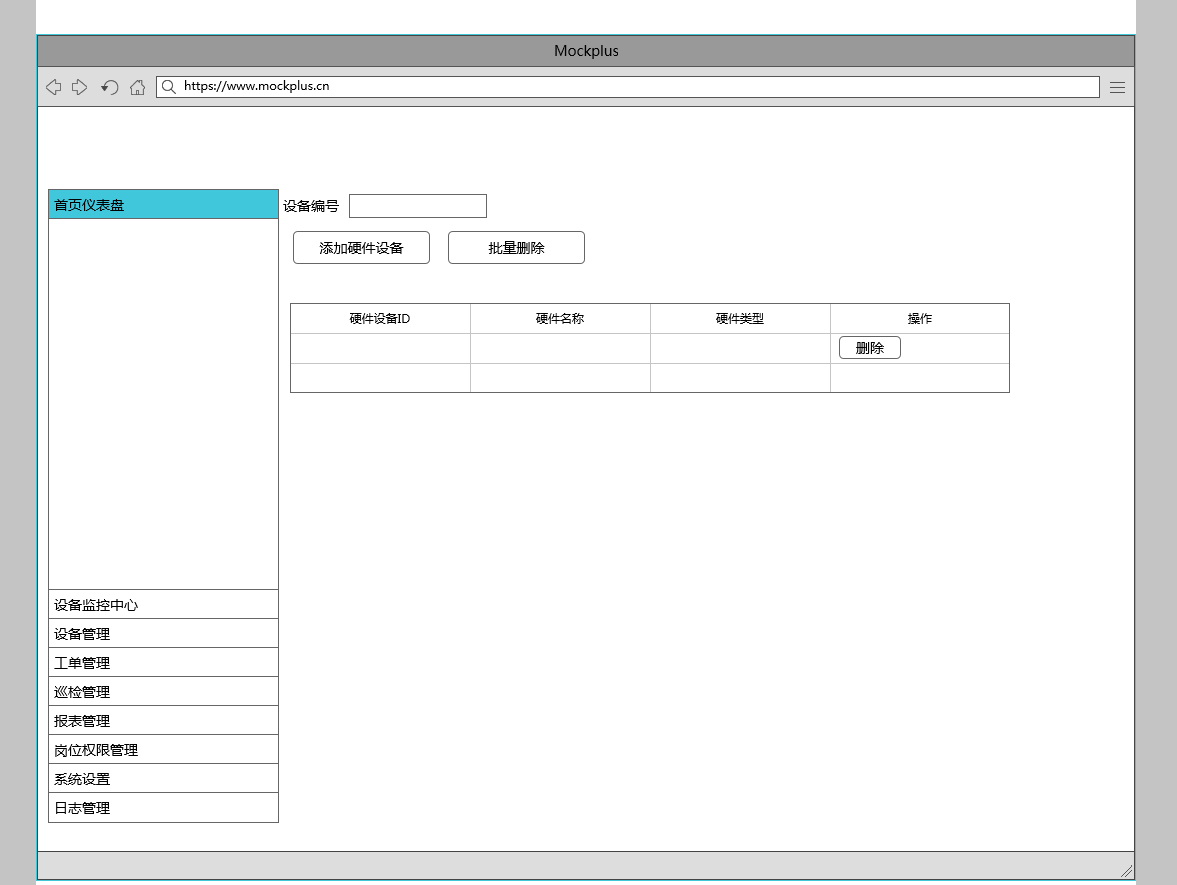 Mockplus
https://www.mockplus.cn
首页仪表盘
设备编号
添加硬件设备 批量删除
硬件设备ID 硬件名称 硬件类型 操作
删除
设备监控中心
设备管理
工单管理
巡检管理
报表管理
岗位权限管理
系统设置
日志管理